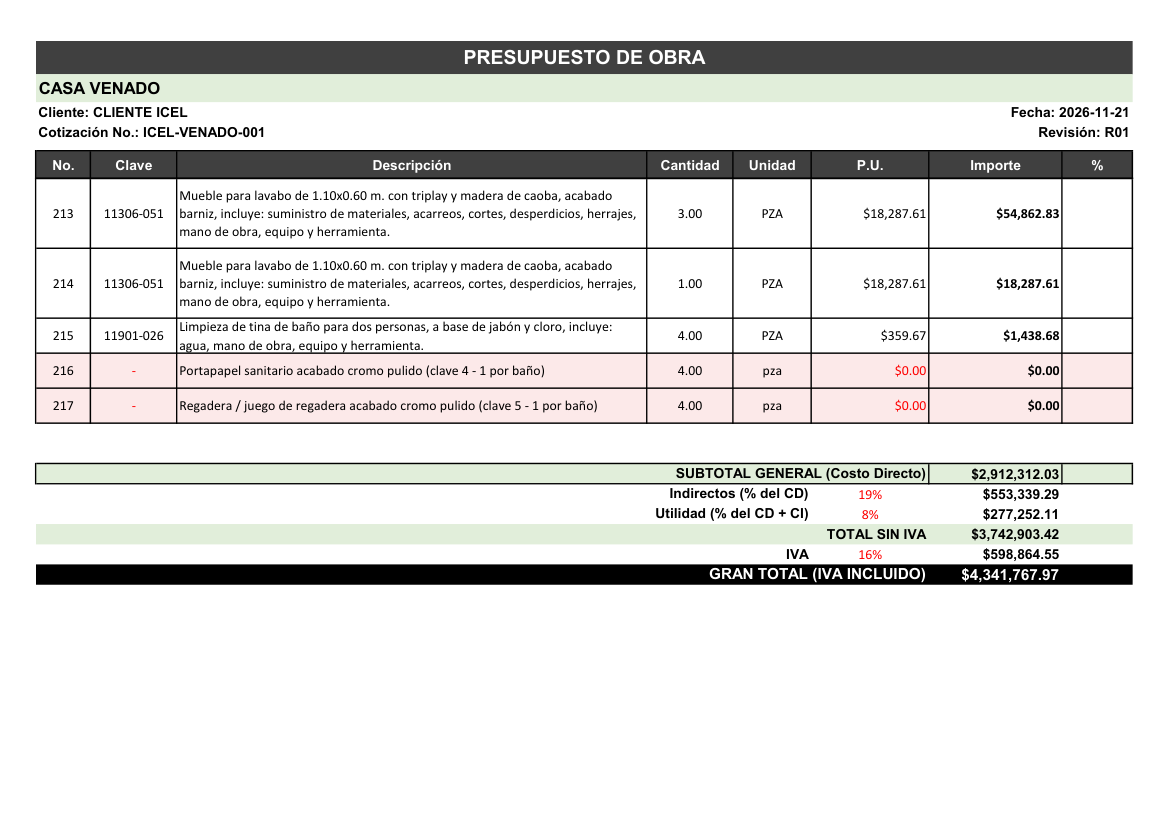 PRESUPUESTO DE OBRA
CASA VENADO
Cliente: CLIENTE ICEL Fecha: 2026-11-21
Cotización No.: ICEL-VENADO-001 Revisión: R01
No. Clave Descripción Cantidad Unidad P.U. Importe %
Mueble para lavabo de 1.10x0.60 m. con triplay y madera de caoba, acabado
213 11306-051 barniz, incluye: suministro de materiales, acarreos, cortes, desperdicios, herrajes, 3.00 PZA $18,287.61 $54,862.83
mano de obra, equipo y herramienta.
Mueble para lavabo de 1.10x0.60 m. con triplay y madera de caoba, acabado
214 11306-051 barniz, incluye: suministro de materiales, acarreos, cortes, desperdicios, herrajes, 1.00 PZA $18,287.61 $18,287.61
mano de obra, equipo y herramienta.
215 11901-026 Limpieza de tina de baño para dos personas, a base de jabón y cloro, incluye: 4.00 PZA $359.67 $1,438.68
agua, mano de obra, equipo y herramienta.
216 - Portapapel sanitario acabado cromo pulido (clave 4 - 1 por baño) 4.00 pza $0.00 $0.00
217 - Regadera / juego de regadera acabado cromo pulido (clave 5 - 1 por baño) 4.00 pza $0.00 $0.00
SUBTOTAL GENERAL (Costo Directo) $2,912,312.03
Indirectos (% del CD) 19% $553,339.29
Utilidad (% del CD + CI) 8% $277,252.11
TOTAL SIN IVA $3,742,903.42
IVA 16% $598,864.55
GRAN TOTAL (IVA INCLUIDO) $4,341,767.97